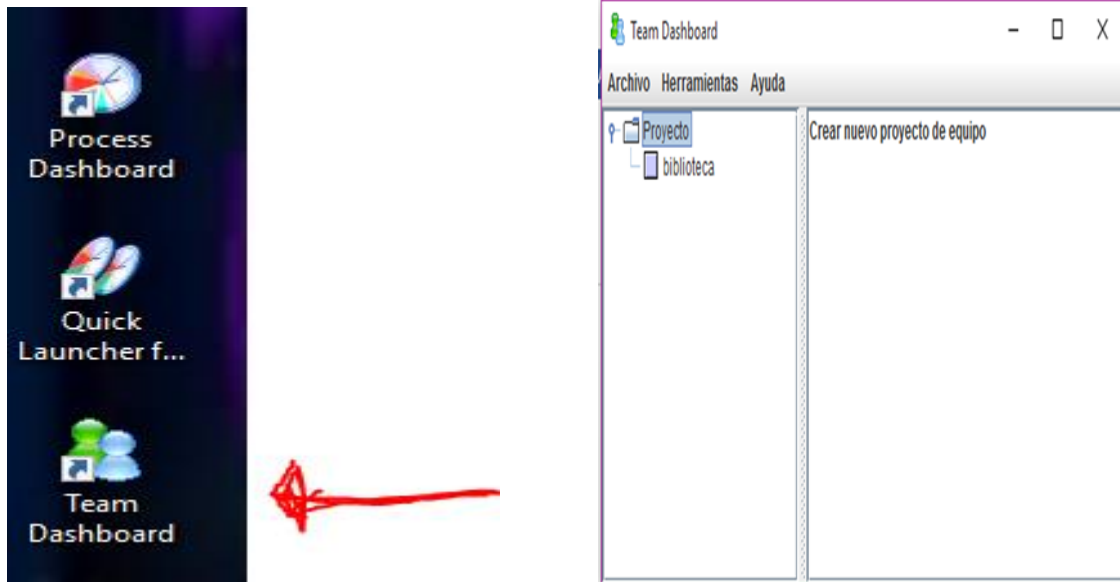 Process
Dashboard
Quick
Launcher f...
Team
Dashboard
Team Dashboard
Archivo Herramientas Ayuda
Proyecto
biblioteca
Crear nuevo proyecto de equipo